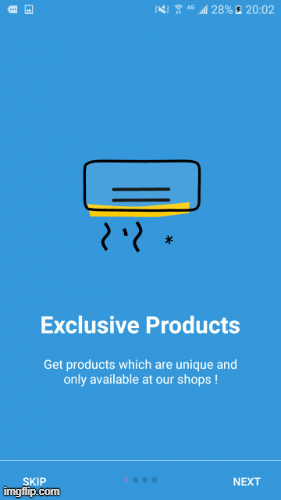 4G 28% 20:02
Exclusive Products
Get products which are unique and
only available at our shops !
SKIP NEXT
imgflip.com